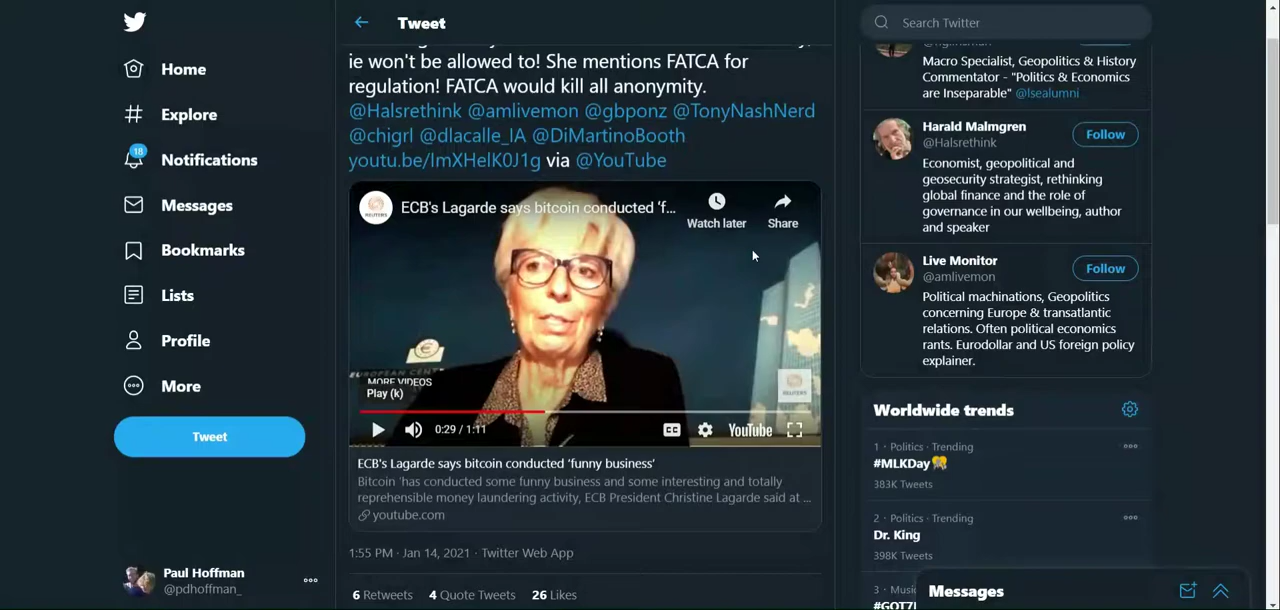 Home
Explore
18
Notifications
Messages
Bookmarks
Lists
Profile
More
Tweet
Paul Hoffman
@pdhoffman_
Tweet
ie won't be allowed to! She mentions FATCA for
regulation! FATCA would kill all anonymity.
@Halsrethink @amlivemon @gbponz @TonyNashNerd
@chigrl @dlacalle_IA @DiMartinoBooth
youtu.be/ImXHelK0J1g via @YouTube
REUTERS
ECB's Lagarde says bitcoin conducted 'f...
Watch later
Share
EUROPEAN CENT
MORE VIDEOS
Play (k)
REUTERS
0:29 / 1:11
CC
YouTube
ECB's Lagarde says bitcoin conducted 'funny business'
Bitcoin 'has conducted some funny business and some interesting and totally
reprehensible money laundering activity, ECB President Christine Lagarde said at ...
youtube.com
1:55 PM · Jan 14, 2021 · Twitter Web App
6 Retweets 4 Quote Tweets 26 Likes
Search Twitter
Macro Specialist, Geopolitics & History
Commentator - "Politics & Economics
are Inseparable" @lsealumni
Harald Malmgren
@Halsrethink
Follow
Economist, geopolitical and
geosecurity strategist, rethinking
global finance and the role of
governance in our wellbeing, author
and speaker
Live Monitor
@amlivemon
Follow
Political machinations, Geopolitics
concerning Europe & transatlantic
relations. Often political economics
rants. Eurodollar and US foreign policy
explainer.
Worldwide trends
1 · Politics · Trending
#MLKDay
383K Tweets
2 · Politics · Trending
Dr. King
398K Tweets
Messages